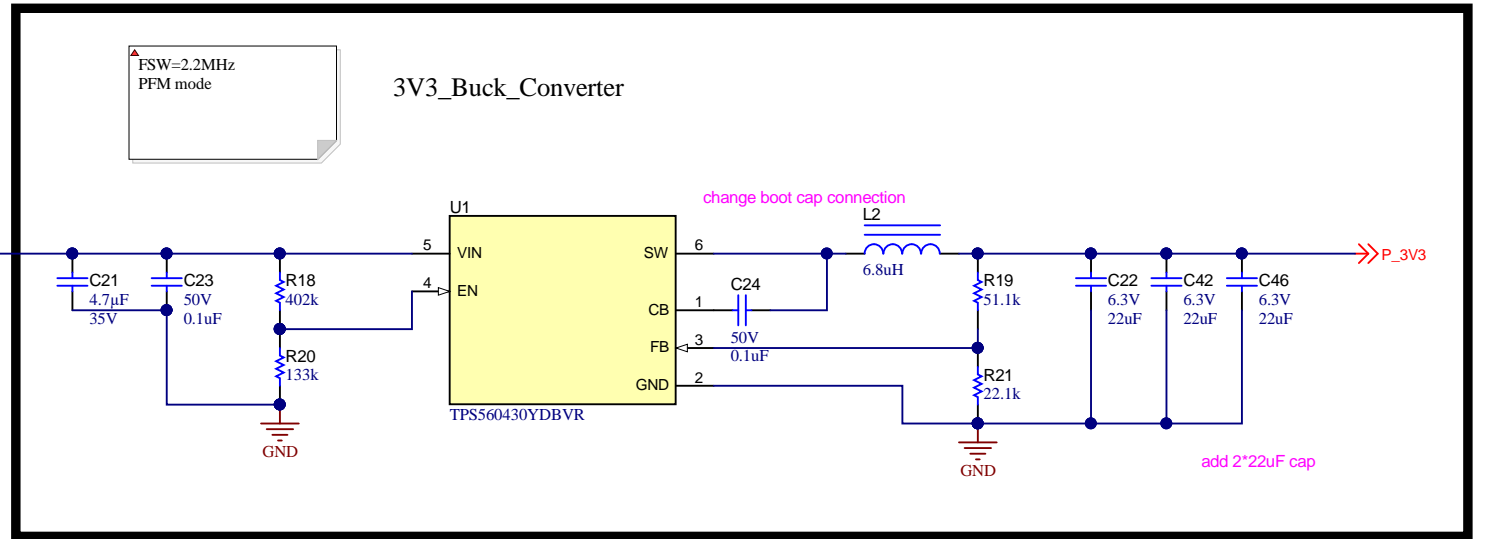 FSW=2.2MHz
PFM mode
3V3_Buck_Converter
change boot cap connection
U1
L2
5
VIN
SW
6
6.8uH
P_3V3
C21
4.7µF
35V
C23
50V
0.1uF
R18
402k
4
EN
CB
1
C24
50V
0.1uF
R19
51.1k
C22
6.3V
22uF
C42
6.3V
22uF
C46
6.3V
22uF
FB
3
R20
133k
GND
2
R21
22.1k
TPS560430YDBVR
GND
GND
add 2*22uF cap